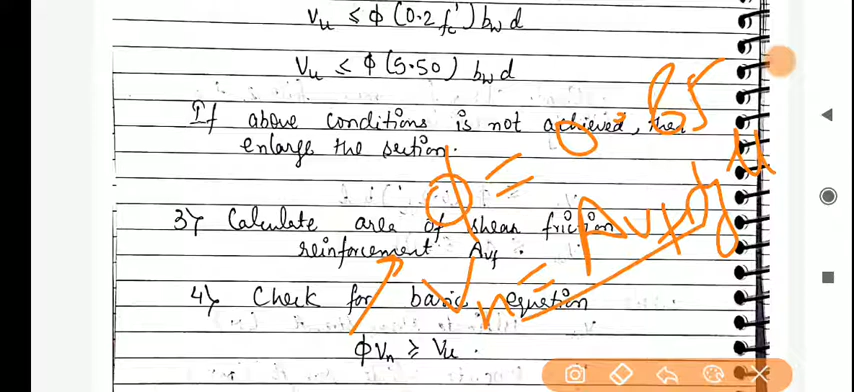 Vu ≤ ϕ (0.2 f'c) bw d
Vu ≤ ϕ (5.50) bw d
If above conditions is not achieved, then
enlarge the section.
3) Calculate area of shear friction
reinforcement Avf.
4) Check for basic equation
ϕVn ≥ Vu.
ϕ = 0.85
Vn = Avf fy μ